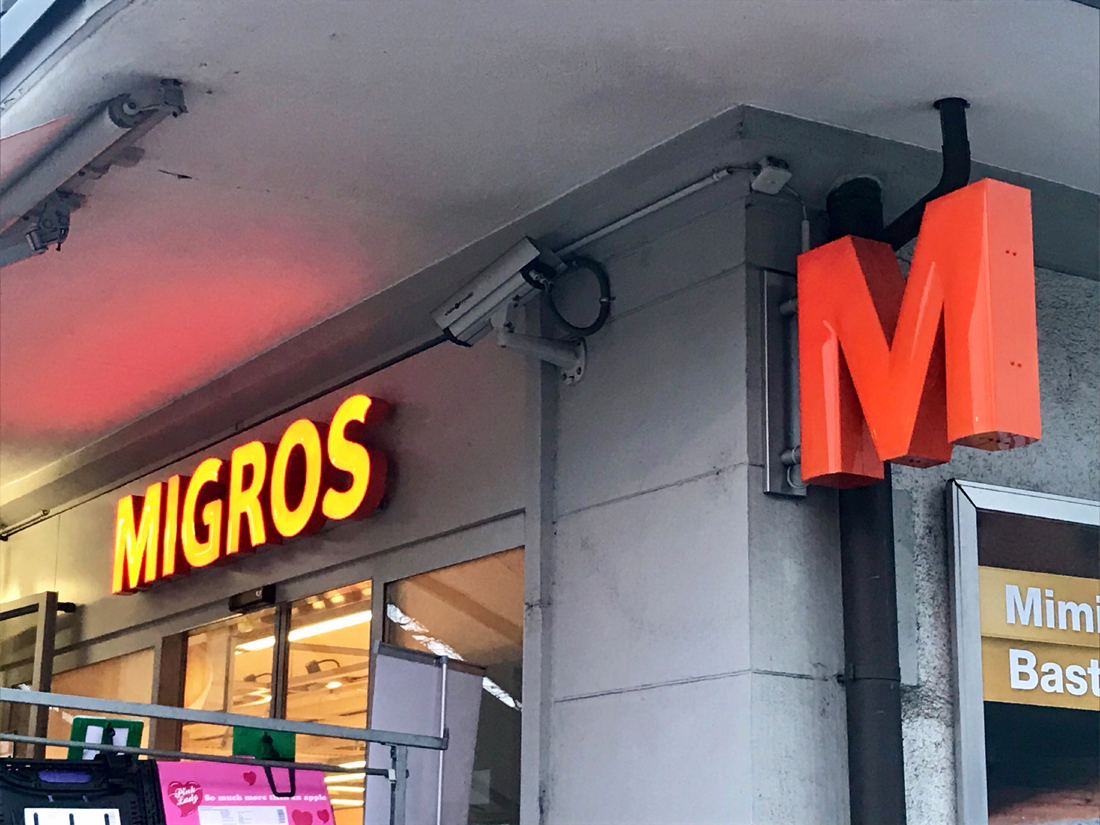 MIGROS
M
Mimi
Bast
Pink
Lady
So much more than an apple